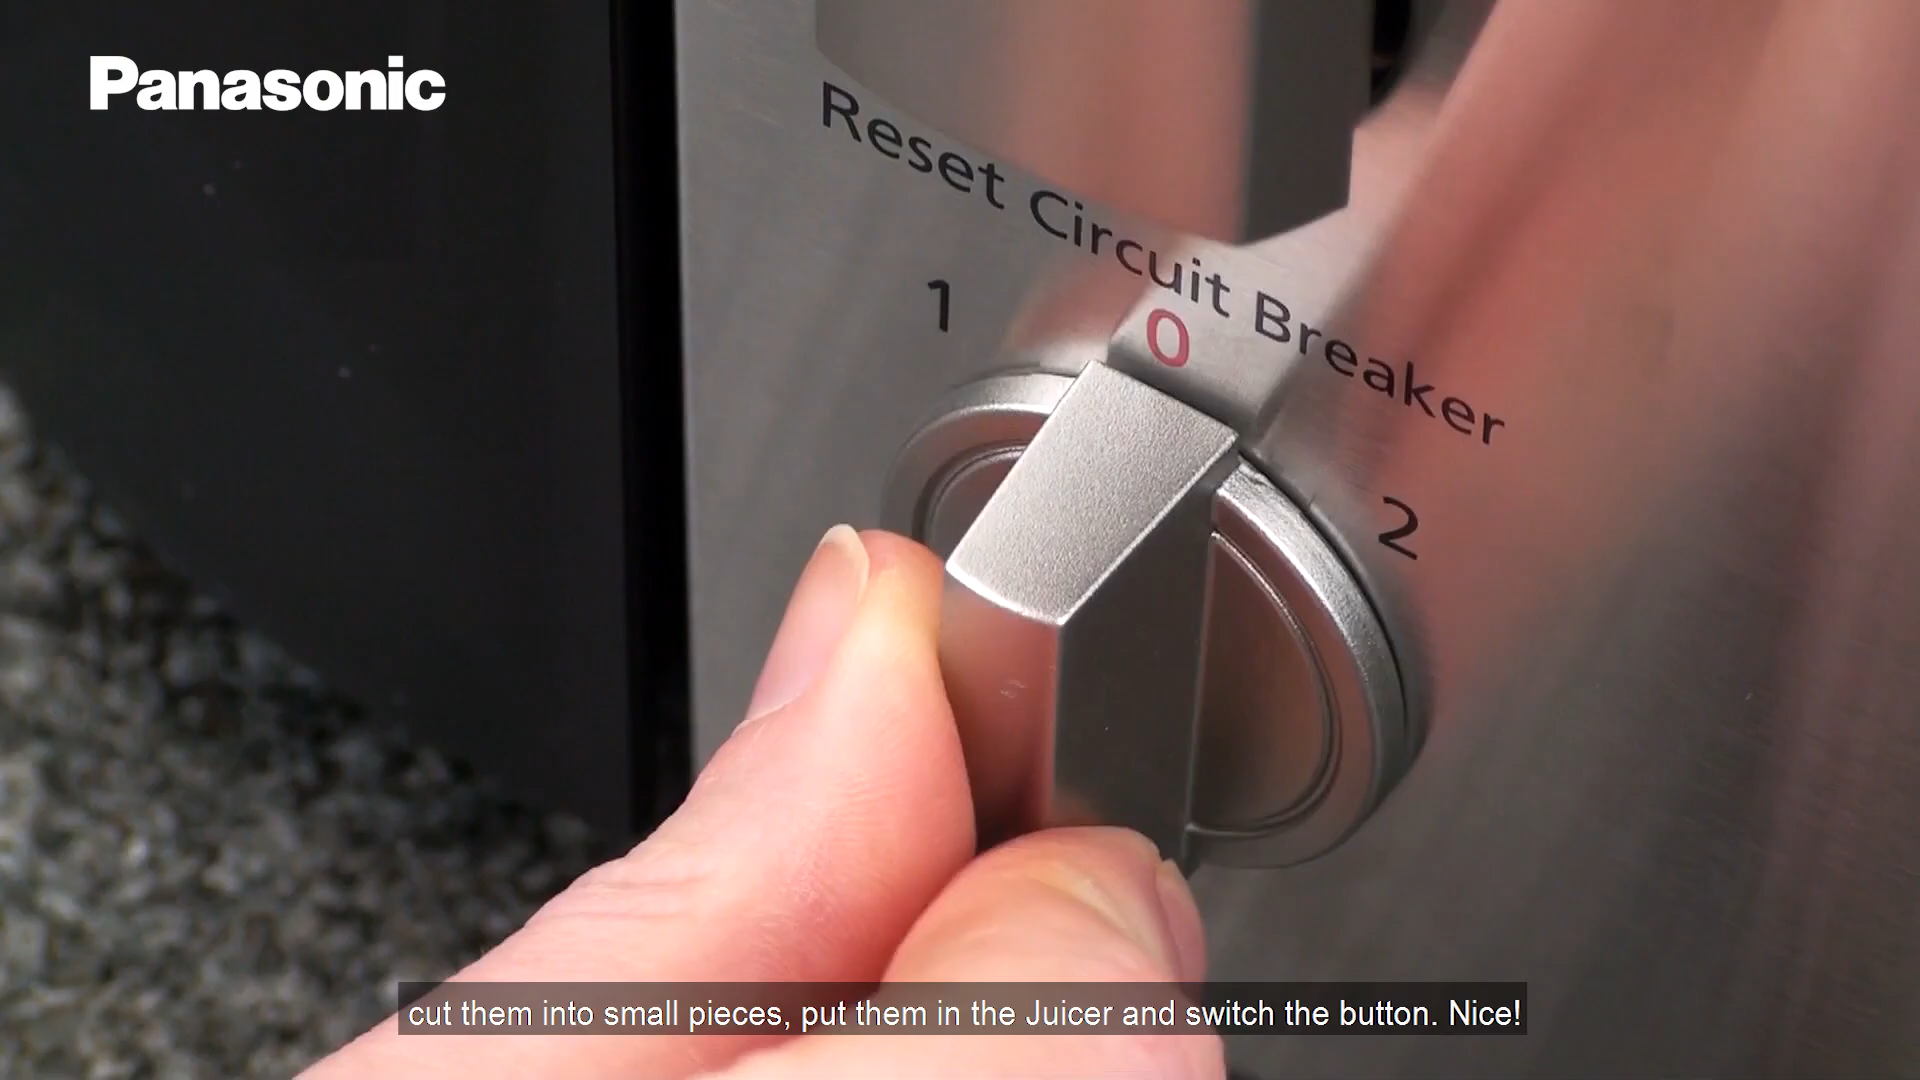 Panasonic
Reset Circuit Breaker
1 0 2
cut them into small pieces, put them in the Juicer and switch the button. Nice!